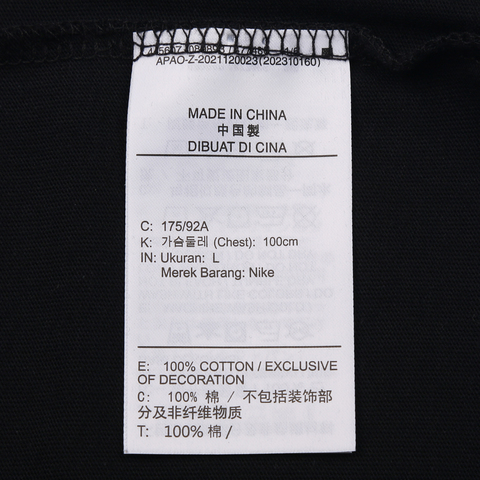 APAO-Z-2021120023(202310160)
MADE IN CHINA
中国製
DIBUAT DI CINA
C: 175/92A
K: 가슴둘레 (Chest): 100cm
IN: Ukuran: L
Merek Barang: Nike
E: 100% COTTON / EXCLUSIVE
OF DECORATION
C: 100% 棉 / 不包括装饰部
分及非纤维物质
T: 100% 棉 /